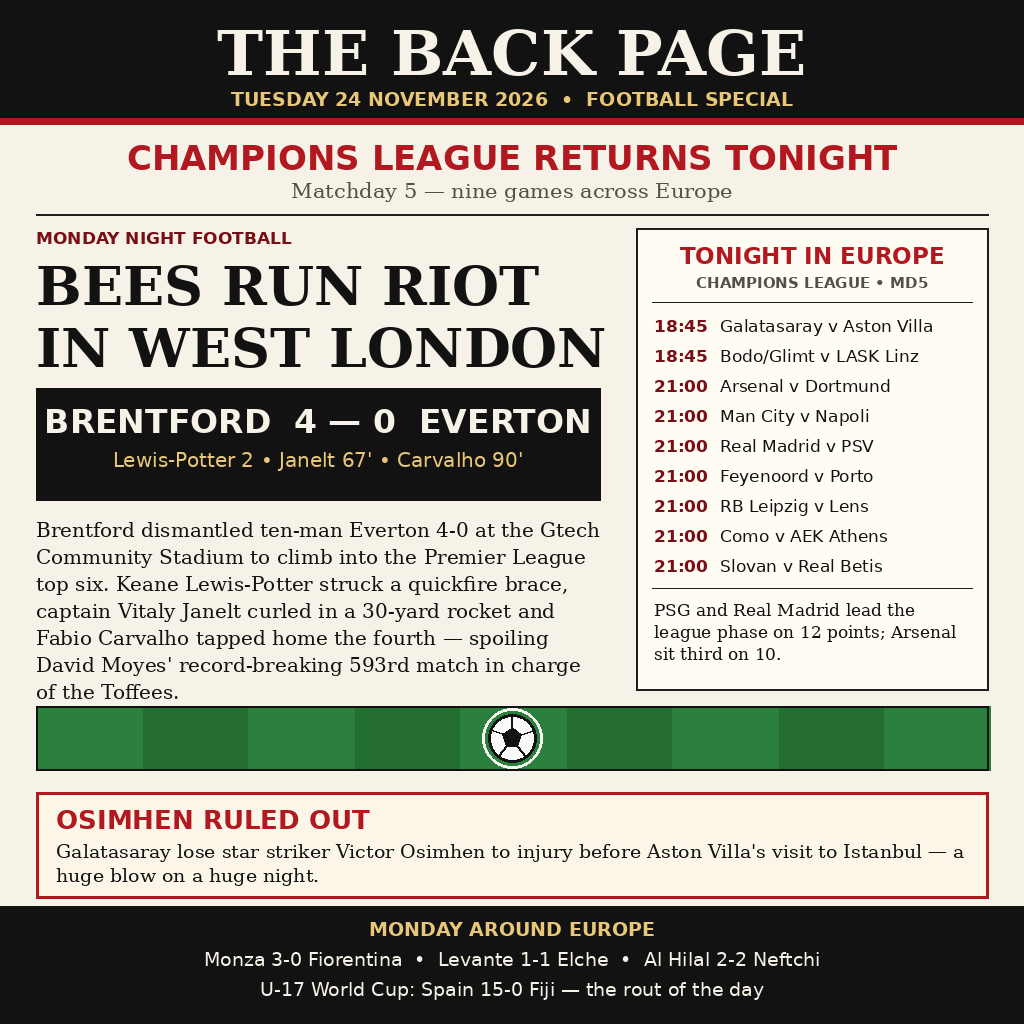 THE BACK PAGE
TUESDAY 24 NOVEMBER 2026 • FOOTBALL SPECIAL
CHAMPIONS LEAGUE RETURNS TONIGHT
Matchday 5 — nine games across Europe
MONDAY NIGHT FOOTBALL
BEES RUN RIOT
IN WEST LONDON
BRENTFORD 4 — 0 EVERTON
Lewis-Potter 2 • Janelt 67' • Carvalho 90'
Brentford dismantled ten-man Everton 4-0 at the Gtech
Community Stadium to climb into the Premier League
top six. Keane Lewis-Potter struck a quickfire brace,
captain Vitaly Janelt curled in a 30-yard rocket and
Fabio Carvalho tapped home the fourth — spoiling
David Moyes' record-breaking 593rd match in charge
of the Toffees.
TONIGHT IN EUROPE
CHAMPIONS LEAGUE • MD5
18:45 Galatasaray v Aston Villa
18:45 Bodo/Glimt v LASK Linz
21:00 Arsenal v Dortmund
21:00 Man City v Napoli
21:00 Real Madrid v PSV
21:00 Feyenoord v Porto
21:00 RB Leipzig v Lens
21:00 Como v AEK Athens
21:00 Slovan v Real Betis
PSG and Real Madrid lead the
league phase on 12 points; Arsenal
sit third on 10.
OSIMHEN RULED OUT
Galatasaray lose star striker Victor Osimhen to injury before Aston Villa's visit to Istanbul — a
huge blow on a huge night.
MONDAY AROUND EUROPE
Monza 3-0 Fiorentina • Levante 1-1 Elche • Al Hilal 2-2 Neftchi
U-17 World Cup: Spain 15-0 Fiji — the rout of the day